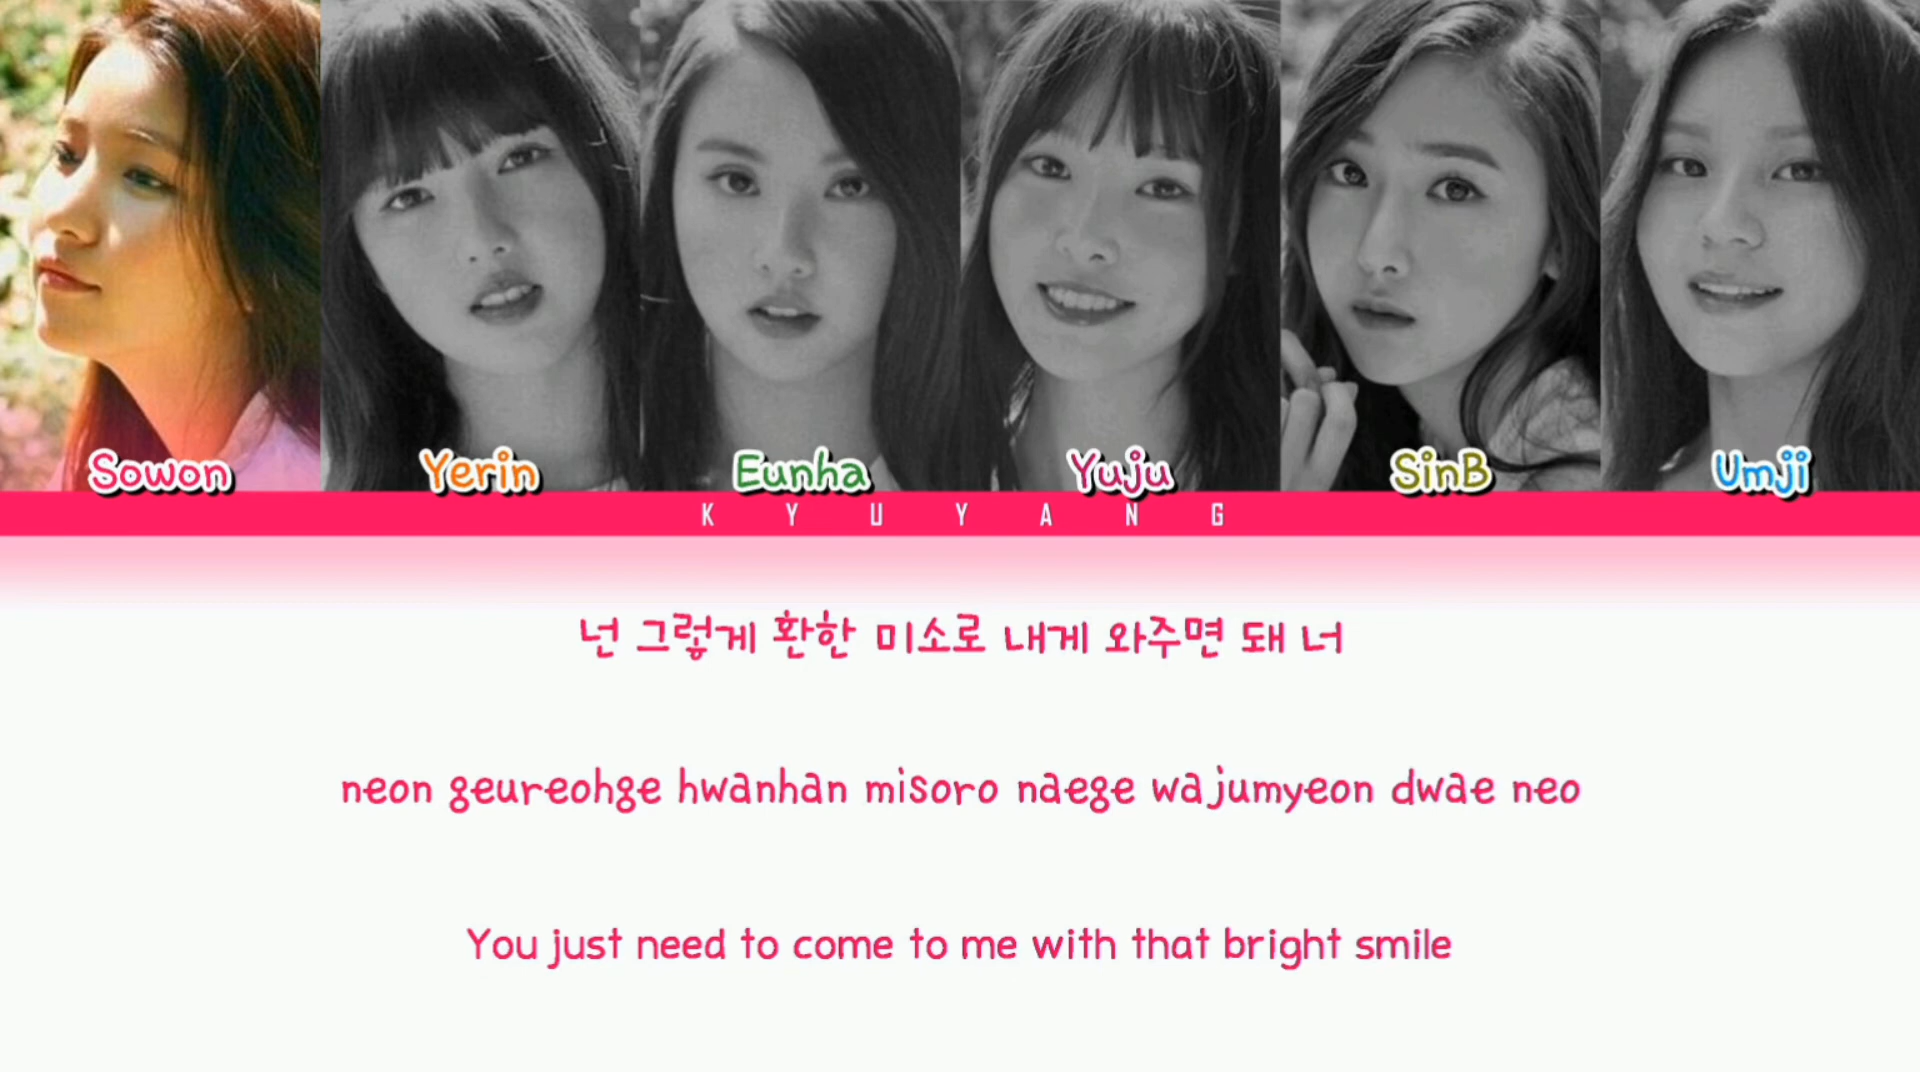 Sowon Yerin Eunha Yuju SinB Umji
KYUYANG
넌 그렇게 환한 미소로 내게 와주면 돼 너
neon geureohge hwanhan misoro naege wajumyeon dwae neo
You just need to come to me with that bright smile